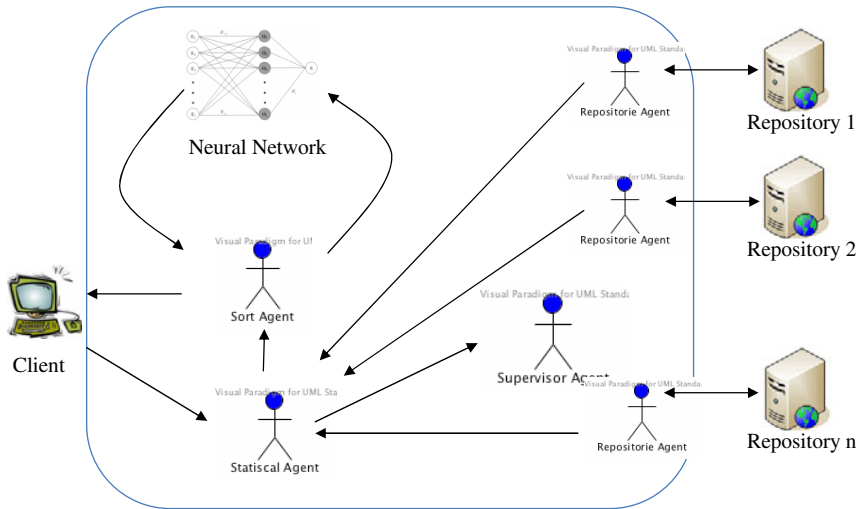 Visual Paradigm for UML Standa
Repositorie Agent
Repository 1
Neural Network
Visual Paradigm for UML Standa
Repositorie Agent
Repository 2
Visual Paradigm for UM
Sort Agent
Visual Paradigm for UML Standa
Supervisor Agent
Client
Visual Paradigm for UML Sta
Statiscal Agent
Visual Paradigm for UML Standa
Repositorie Agent
Repository n